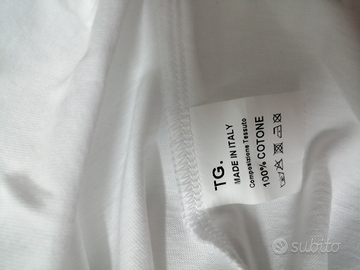 TG.
MADE IN ITALY
Composizione Tessuto
100% COTONE
subito